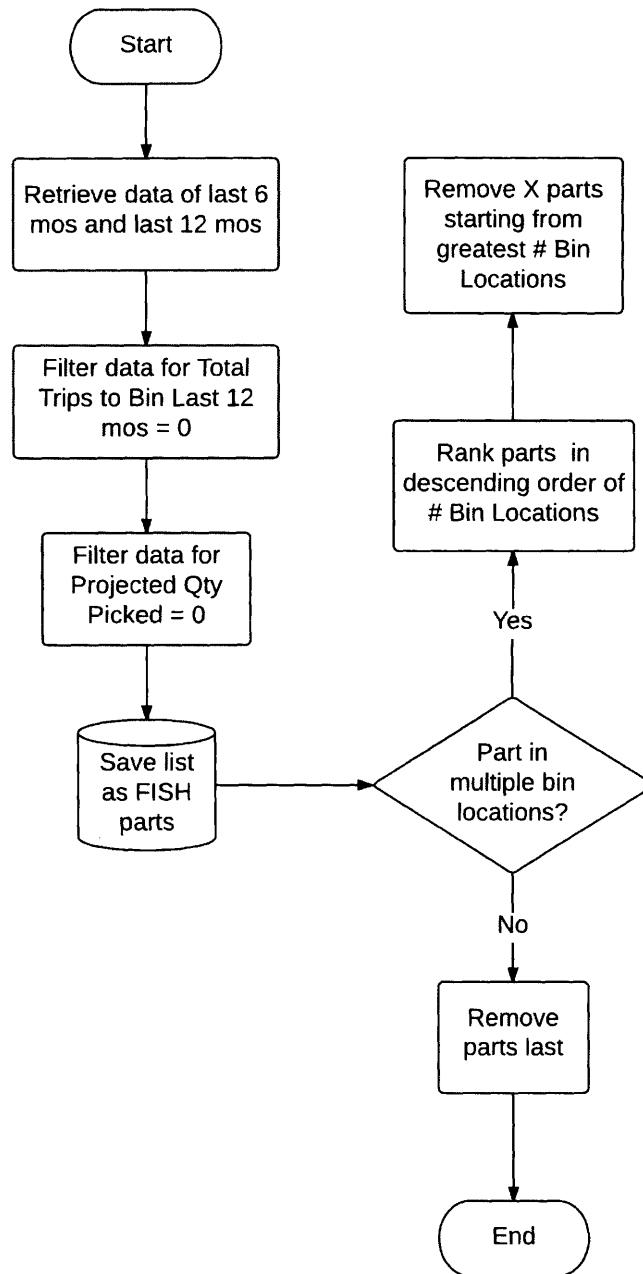 Start
Retrieve data of last 6
mos and last 12 mos
Filter data for Total
Trips to Bin Last 12
mos = 0
Filter data for
Projected Qty
Picked = 0
Save list
as FISH
parts
Part in
multiple bin
locations?
Yes
Rank parts in
descending order of
# Bin Locations
Remove X parts
starting from
greatest # Bin
Locations
No
Remove
parts last
End